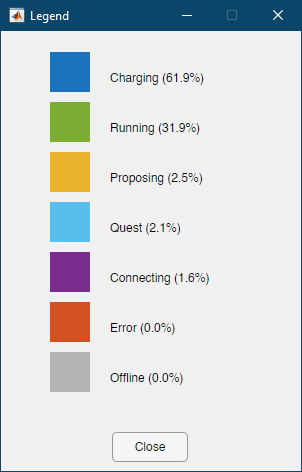 Legend
Charging (61.9%)
Running (31.9%)
Proposing (2.5%)
Quest (2.1%)
Connecting (1.6%)
Error (0.0%)
Offline (0.0%)
Close